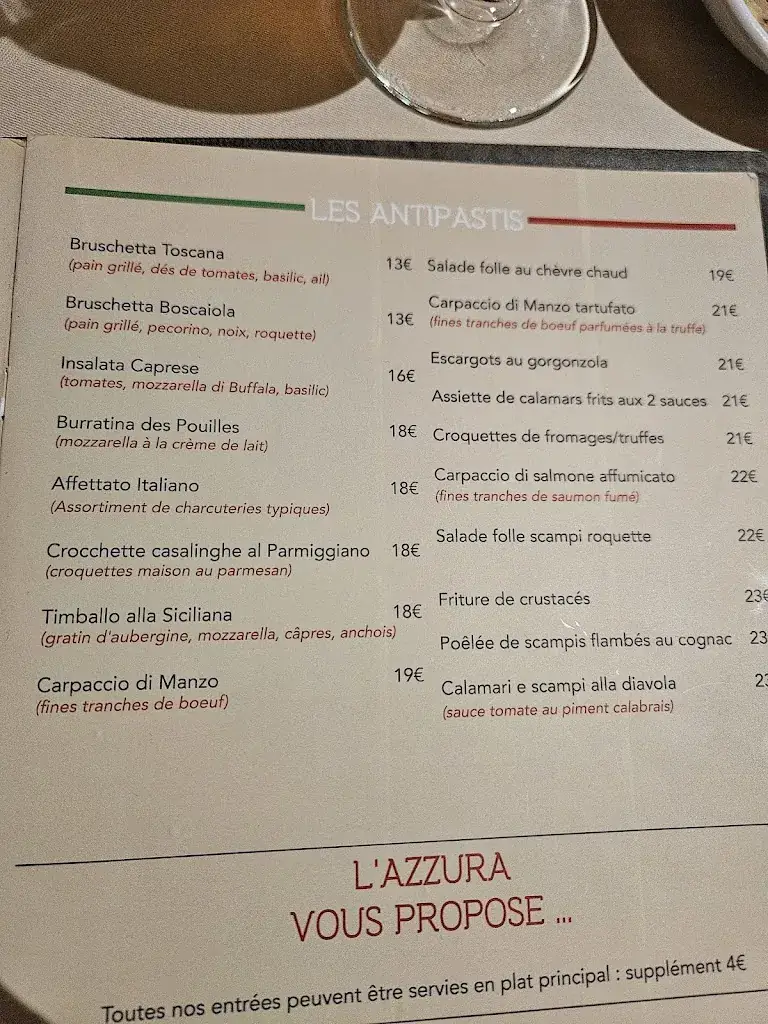 LES ANTIPASTIS
Bruschetta Toscana 13€
(pain grillé, dés de tomates, basilic, ail)
Bruschetta Boscaiola 13€
(pain grillé, pecorino, noix, roquette)
Insalata Caprese 16€
(tomates, mozzarella di Buffala, basilic)
Burratina des Pouilles 18€
(mozzarella à la crème de lait)
Affettato Italiano 18€
(Assortiment de charcuteries typiques)
Crocchette casalinghe al Parmiggiano 18€
(croquettes maison au parmesan)
Timballo alla Siciliana 18€
(gratin d'aubergine, mozzarella, câpres, anchois)
Carpaccio di Manzo 19€
(fines tranches de boeuf)
Salade folle au chèvre chaud 19€
Carpaccio di Manzo tartufato 21€
(fines tranches de boeuf parfumées à la truffe)
Escargots au gorgonzola 21€
Assiette de calamars frits aux 2 sauces 21€
Croquettes de fromages/truffes 21€
Carpaccio di salmone affumicato 22€
(fines tranches de saumon fumé)
Salade folle scampi roquette 22€
Friture de crustacés 23€
Poêlée de scampis flambés au cognac 23
Calamari e scampi alla diavola 23
(sauce tomate au piment calabrais)
L'AZZURA
VOUS PROPOSE ...
Toutes nos entrées peuvent être servies en plat principal : supplément 4€